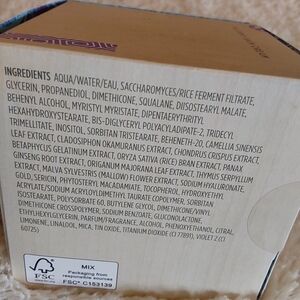 INGREDIENTS AQUA/WATER/EAU, SACCHAROMYCES/RICE FERMENT FILTRATE,
GLYCERIN, PROPANEDIOL, DIMETHICONE, SQUALANE, DIISOSTEARYL MALATE,
BEHENYL ALCOHOL, MYRISTYL MYRISTATE, DIPENTAERYTHRITYL
HEXAHYDROXYSTEARATE, BIS-DIGLYCERYL POLYACYLADIPATE-2, TRIDECYL
TRIMELLITATE, INOSITOL, SORBITAN TRISTEARATE, BEHENETH-20, CAMELLIA SINENSIS
LEAF EXTRACT, CLADOSIPHON OKAMURANUS EXTRACT, CHONDRUS CRISPUS EXTRACT,
BETAPHYCUS GELATINUM EXTRACT, ORYZA SATIVA (RICE) BRAN EXTRACT, PANAX
GINSENG ROOT EXTRACT, ORIGANUM MAJORANA LEAF EXTRACT, THYMUS SERPYLLUM
EXTRACT, MALVA SYLVESTRIS (MALLOW) FLOWER EXTRACT, SODIUM HYALURONATE,
GOLD, SERICIN, PHYTOSTEARYL MACADAMIATE, TOCOPHEROL, HYDROXYETHYL
ACRYLATE/SODIUM ACRYLOYLDIMETHYL TAURATE COPOLYMER, SORBITAN
ISOSTEARATE, POLYSORBATE 60, BUTYLENE GLYCOL, DIMETHICONE/VINYL
DIMETHICONE CROSSPOLYMER, SODIUM BENZOATE, GLUCONOLACTONE,
ETHYLHEXYLGLYCERIN, PARFUM/FRAGRANCE, ALCOHOL, PHENOXYETHANOL, CITRAL,
LIMONENE, LINALOOL, MICA, TIN OXIDE, TITANIUM DIOXIDE (CI 77891), VIOLET 2 (CI
60725)
FSC
MIX
Packaging from
responsible sources
FSC® C153139